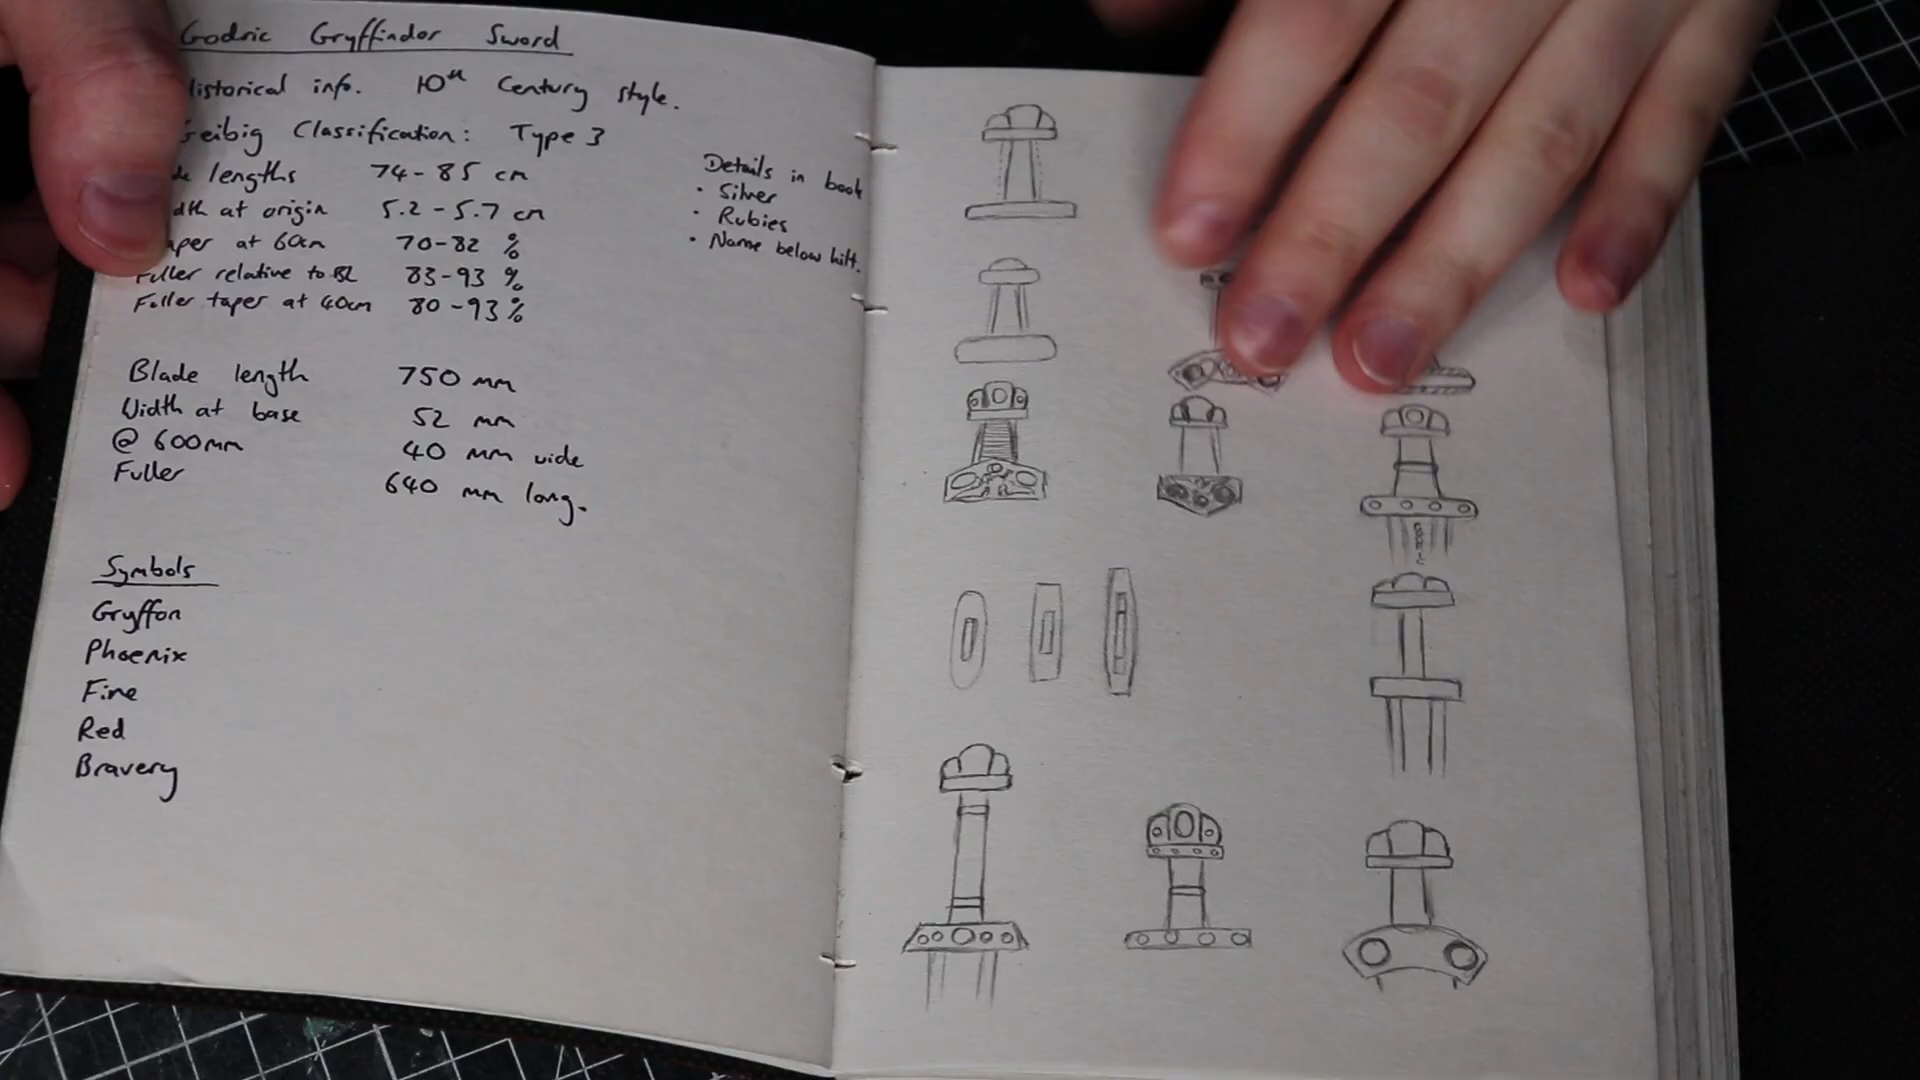 Godric Gryffindor Sword
Historical info. 10th Century style.
Geibig Classification: Type 3
lengths 74-85 cm
at origin 5.2-5.7 cm
at 60cm 70-82 %
Fuller relative to BL 83-93 %
Fuller taper at 40cm 80-93%
Details in book
• Silver
• Rubies
• Name below hilt.
Blade length 750 mm
Width at base 52 mm
@ 600mm 40 mm wide
Fuller 640 mm long.
Symbols
Gryffon
Phoenix
Fire
Red
Bravery